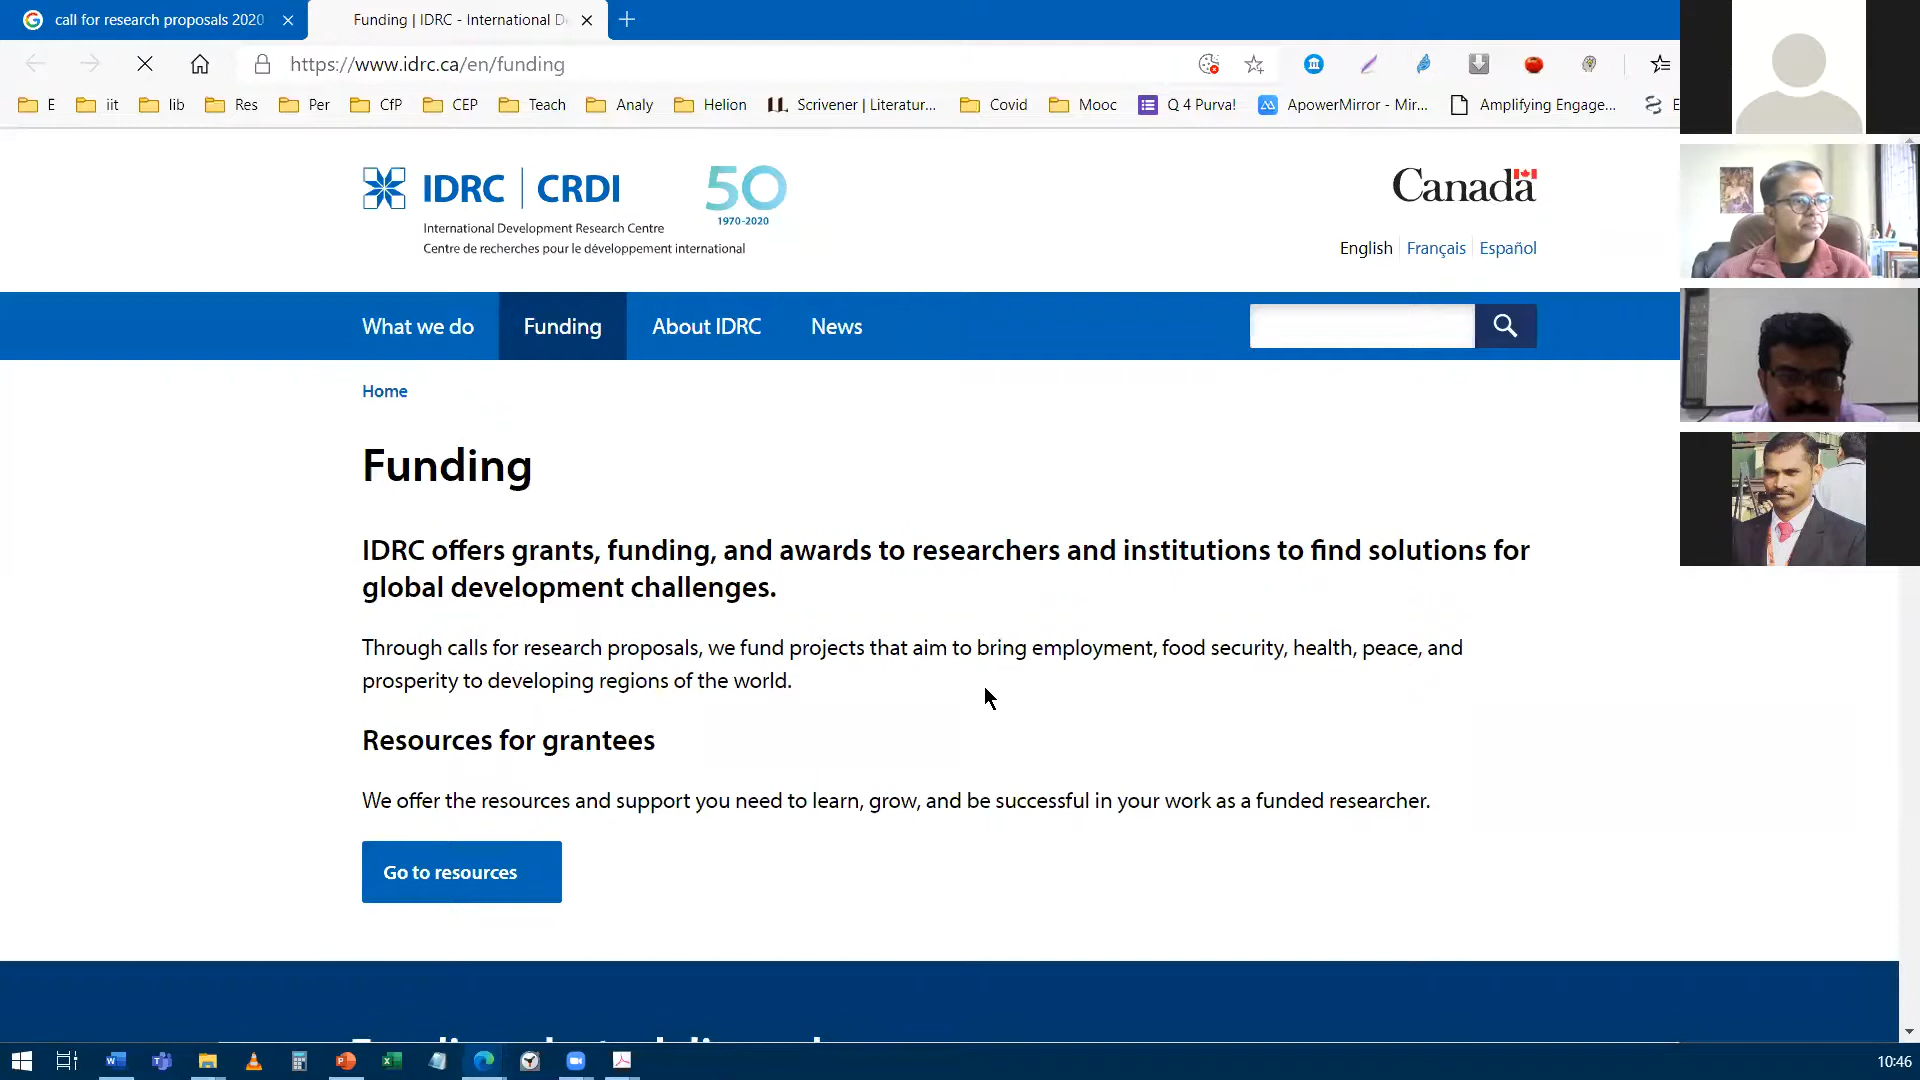 call for research proposals 2020
Funding | IDRC - International D
https://www.idrc.ca/en/funding
E iit lib Res Per CfP CEP Teach Analy Helion Scrivener | Literatur... Covid Mooc Q 4 Purva! ApowerMirror - Mir... Amplifying Engage... E
IDRC | CRDI
50
1970-2020
International Development Research Centre
Centre de recherches pour le développement international
Canada
English Français Español
What we do Funding About IDRC News
Home
Funding
IDRC offers grants, funding, and awards to researchers and institutions to find solutions for
global development challenges.
Through calls for research proposals, we fund projects that aim to bring employment, food security, health, peace, and
prosperity to developing regions of the world.
Resources for grantees
We offer the resources and support you need to learn, grow, and be successful in your work as a funded researcher.
Go to resources
10:46